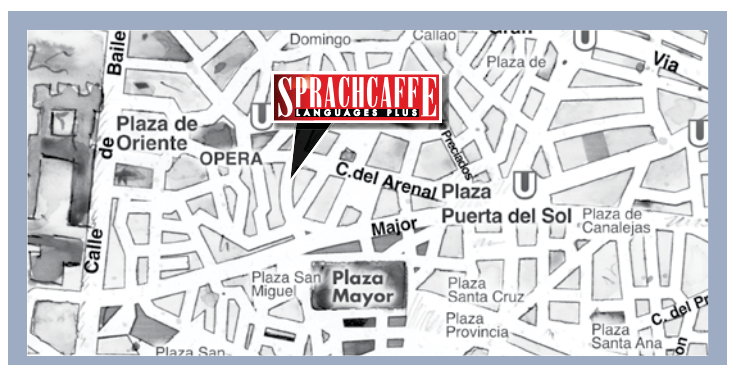 Domingo
Callao
Gran
Baile
Plaza de
Via
SPRACHCAFFE
LANGUAGES PLUS
U
U
U
U
Plaza de
Oriente
OPERA
de
Preciados
C.del Arenal
Plaza
Puerta del Sol
Plaza de
Canalejas
Major
Calle
Plaza San
Miguel
Plaza
Mayor
Plaza
Santa Cruz
Plaza
Provincia
C. del Pr
Plaza
Santa Ana
on
Plaza San